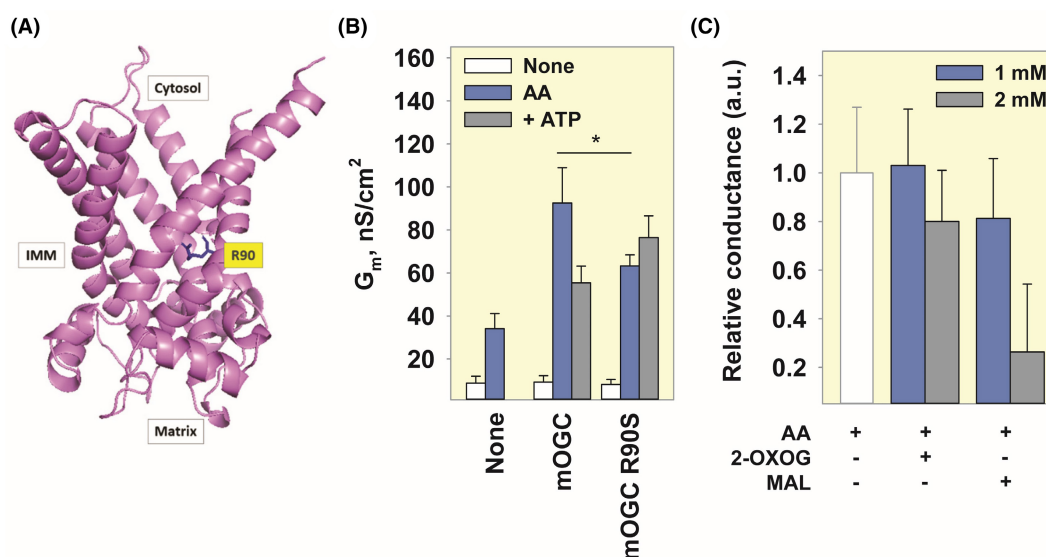 (A)
Cytosol
IMM
R90
Matrix
(B)
None
AA
+ ATP
*
Gm, nS/cm²
160
140
120
100
80
60
40
20
None
mOGC
mOGC R90S
(C)
1 mM
2 mM
Relative conductance (a.u.)
1.4
1.2
1.0
0.8
0.6
0.4
0.2
AA + + +
2-OXOG - + -
MAL - - +